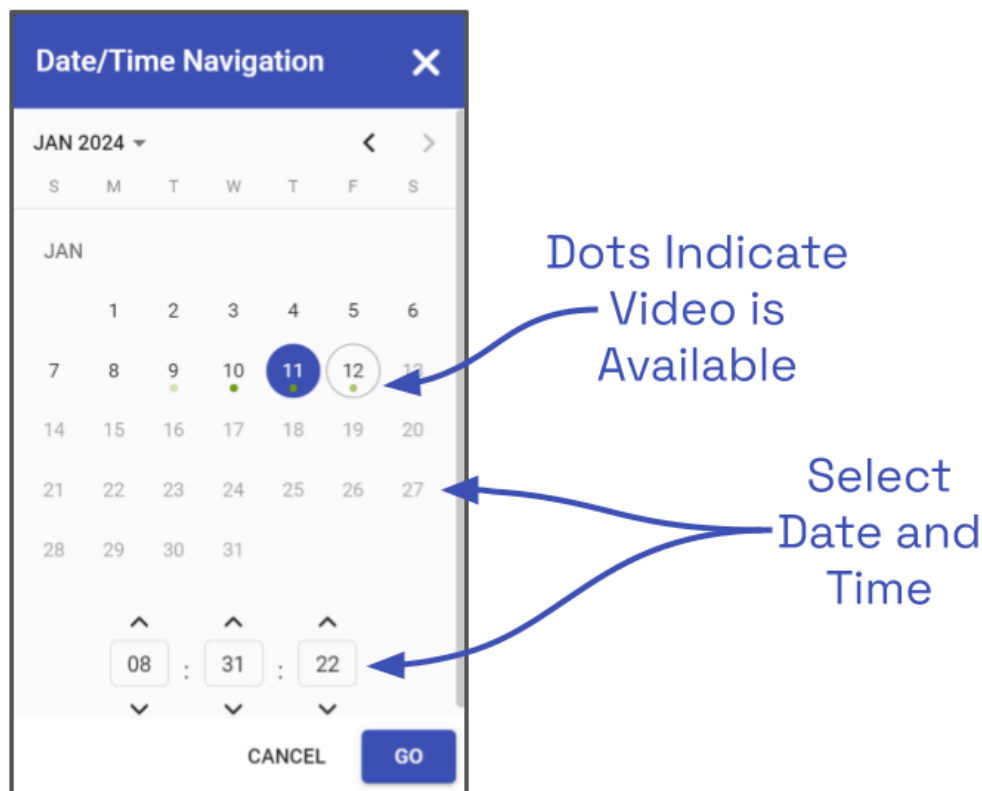 Date/Time Navigation
JAN 2024
S M T W T F S
JAN
1 2 3 4 5 6
7 8 9 10 11 12 13
14 15 16 17 18 19 20
21 22 23 24 25 26 27
28 29 30 31
08 : 31 : 22
CANCEL GO
Dots Indicate
Video is
Available
Select
Date and
Time